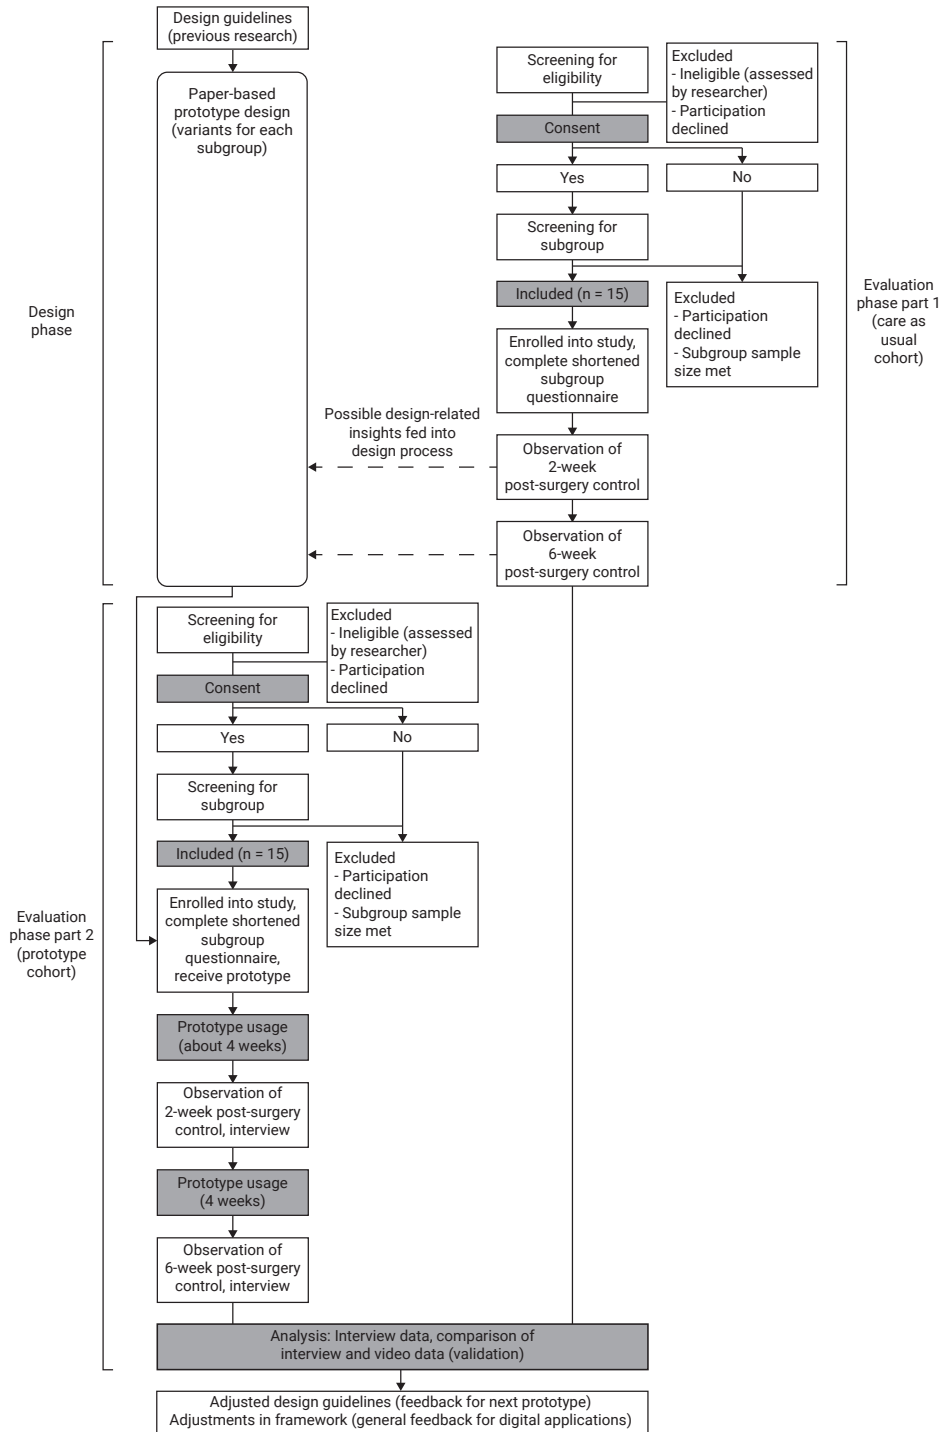 Design guidelines
(previous research)
Paper-based
prototype design
(variants for each
subgroup)
Design
phase
Screening for
eligibility
Excluded
- Ineligible (assessed
by researcher)
- Participation
declined
Consent
Yes
No
Screening for
subgroup
Included (n = 15)
Excluded
- Participation
declined
- Subgroup sample
size met
Enrolled into study,
complete shortened
subgroup
questionnaire
Evaluation
phase part 1
(care as
usual
cohort)
Possible design-related
insights fed into
design process
Observation of
2-week
post-surgery control
Observation of
6-week
post-surgery control
Screening for
eligibility
Excluded
- Ineligible (assessed
by researcher)
- Participation
declined
Consent
Yes
No
Screening for
subgroup
Included (n = 15)
Excluded
- Participation
declined
- Subgroup sample
size met
Enrolled into study,
complete shortened
subgroup
questionnaire,
receive prototype
Evaluation
phase part 2
(prototype
cohort)
Prototype usage
(about 4 weeks)
Observation of
2-week post-surgery
control, interview
Prototype usage
(4 weeks)
Observation of
6-week post-surgery
control, interview
Analysis: Interview data, comparison of
interview and video data (validation)
Adjusted design guidelines (feedback for next prototype)
Adjustments in framework (general feedback for digital applications)